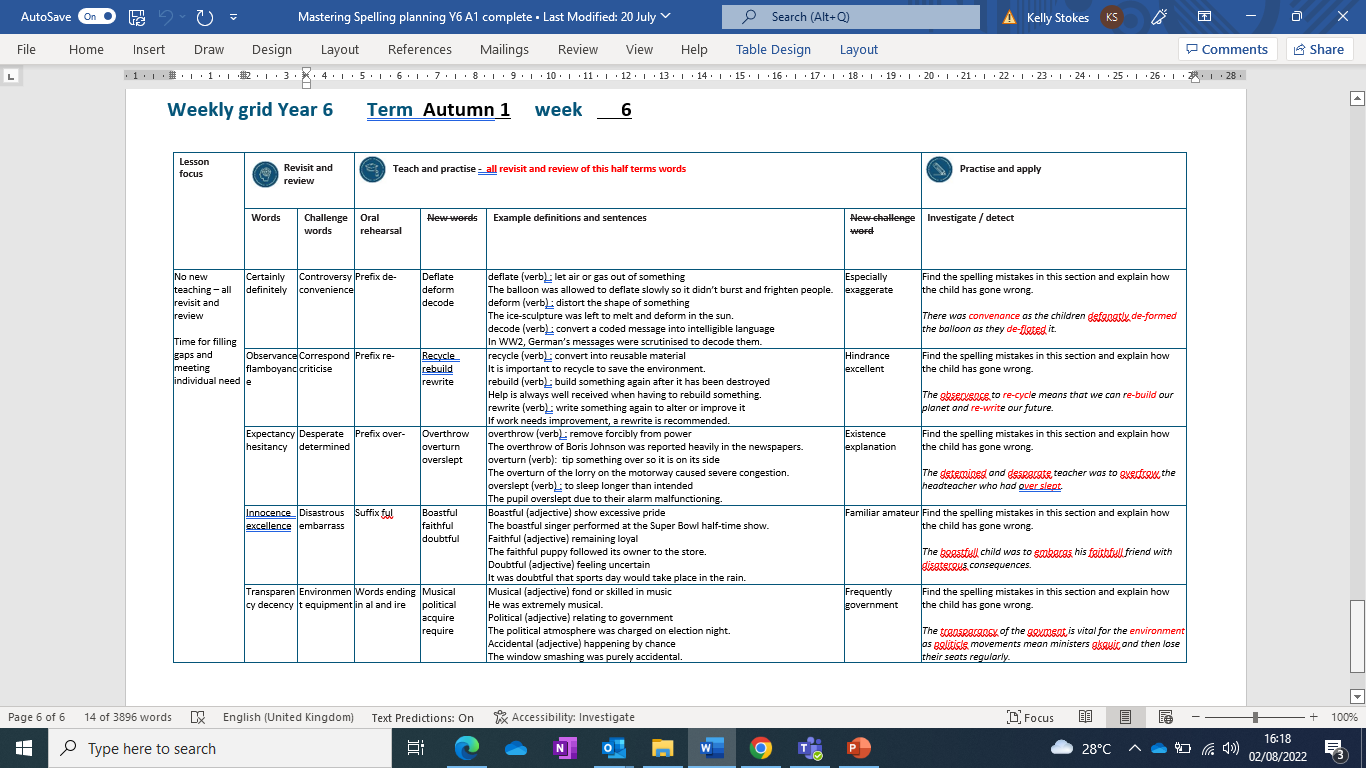 AutoSave On Mastering Spelling planning Y6 A1 complete • Last Modified: 20 July Search (Alt+Q) Kelly Stokes KS
File Home Insert Draw Design Layout References Mailings Review View Help Table Design Layout Comments Share
Weekly grid Year 6 Term Autumn 1 week 6
Lesson focus
Revisit and review
Teach and practise - all revisit and review of this half terms words
Practise and apply
Words
Challenge words
Oral rehearsal
New words
Example definitions and sentences
New challenge word
Investigate / detect
No new
teaching – all
revisit and
review
Time for filling
gaps and
meeting
individual need
Certainly
definitely
Controversy
convenience
Prefix de-
Deflate
deform
decode
deflate (verb) : let air or gas out of something
The balloon was allowed to deflate slowly so it didn't burst and frighten people.
deform (verb) : distort the shape of something
The ice-sculpture was left to melt and deform in the sun.
decode (verb) : convert a coded message into intelligible language
In WW2, German's messages were scrutinised to decode them.
Especially
exaggerate
Find the spelling mistakes in this section and explain how
the child has gone wrong.
There was convenance as the children defanatly de-formed
the balloon as they de-flated it.
Observance
flamboyanc
e
Correspond
criticise
Prefix re-
Recycle
rebuild
rewrite
recycle (verb) : convert into reusable material
It is important to recycle to save the environment.
rebuild (verb) : build something again after it has been destroyed
Help is always well received when having to rebuild something.
rewrite (verb) : write something again to alter or improve it
If work needs improvement, a rewrite is recommended.
Hindrance
excellent
Find the spelling mistakes in this section and explain how
the child has gone wrong.
The observence to re-cycle means that we can re-build our
planet and re-write our future.
Expectancy
hesitancy
Desperate
determined
Prefix over-
Overthrow
overturn
overslept
overthrow (verb) : remove forcibly from power
The overthrow of Boris Johnson was reported heavily in the newspapers.
overturn (verb): tip something over so it is on its side
The overturn of the lorry on the motorway caused severe congestion.
overslept (verb) : to sleep longer than intended
The pupil overslept due to their alarm malfunctioning.
Existence
explanation
Find the spelling mistakes in this section and explain how
the child has gone wrong.
The detemined and desparate teacher was to overfrow the
headteacher who had over slept.
Innocence
excellence
Disastrous
embarrass
Suffix ful
Boastful
faithful
doubtful
Boastful (adjective) show excessive pride
The boastful singer performed at the Super Bowl half-time show.
Faithful (adjective) remaining loyal
The faithful puppy followed its owner to the store.
Doubtful (adjective) feeling uncertain
It was doubtful that sports day would take place in the rain.
Familiar amateur
Find the spelling mistakes in this section and explain how
the child has gone wrong.
The boastfull child was to embaras his faithfull friend with
disaterous consequences.
Transparen
cy decency
Environmen
t equipment
Words ending
in al and ire
Musical
political
acquire
require
Musical (adjective) fond or skilled in music
He was extremely musical.
Political (adjective) relating to government
The political atmosphere was charged on election night.
Accidental (adjective) happening by chance
The window smashing was purely accidental.
Frequently
government
Find the spelling mistakes in this section and explain how
the child has gone wrong.
The transparancy of the govment is vital for the environment
as politicle movements mean ministers akquir and then lose
their seats regularly.
Page 6 of 6 14 of 3896 words English (United Kingdom) Text Predictions: On Accessibility: Investigate Focus 100%
Type here to search 28°C 16:18
02/08/2022 3